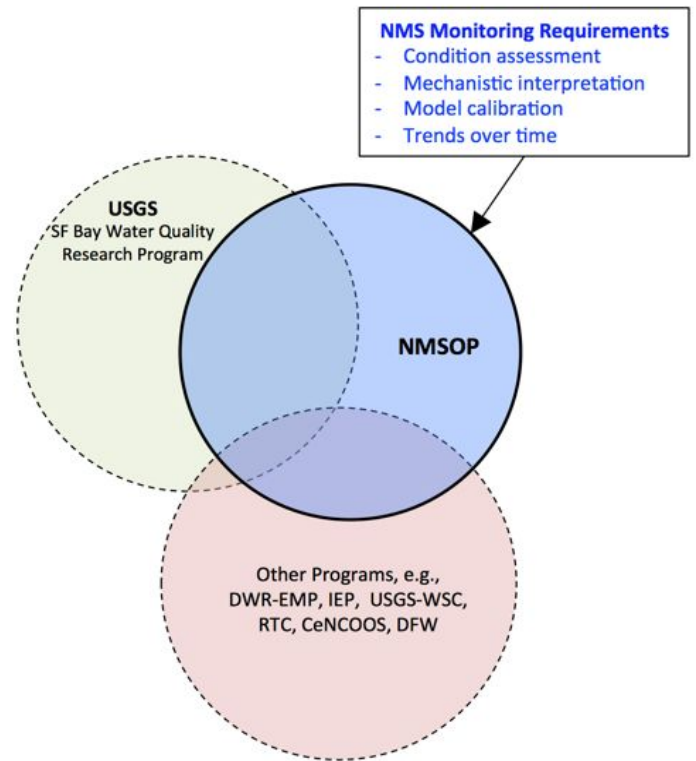 NMS Monitoring Requirements
- Condition assessment
- Mechanistic interpretation
- Model calibration
- Trends over time
USGS
SF Bay Water Quality
Research Program
NMSOP
Other Programs, e.g.,
DWR-EMP, IEP, USGS-WSC,
RTC, CeNCOOS, DFW